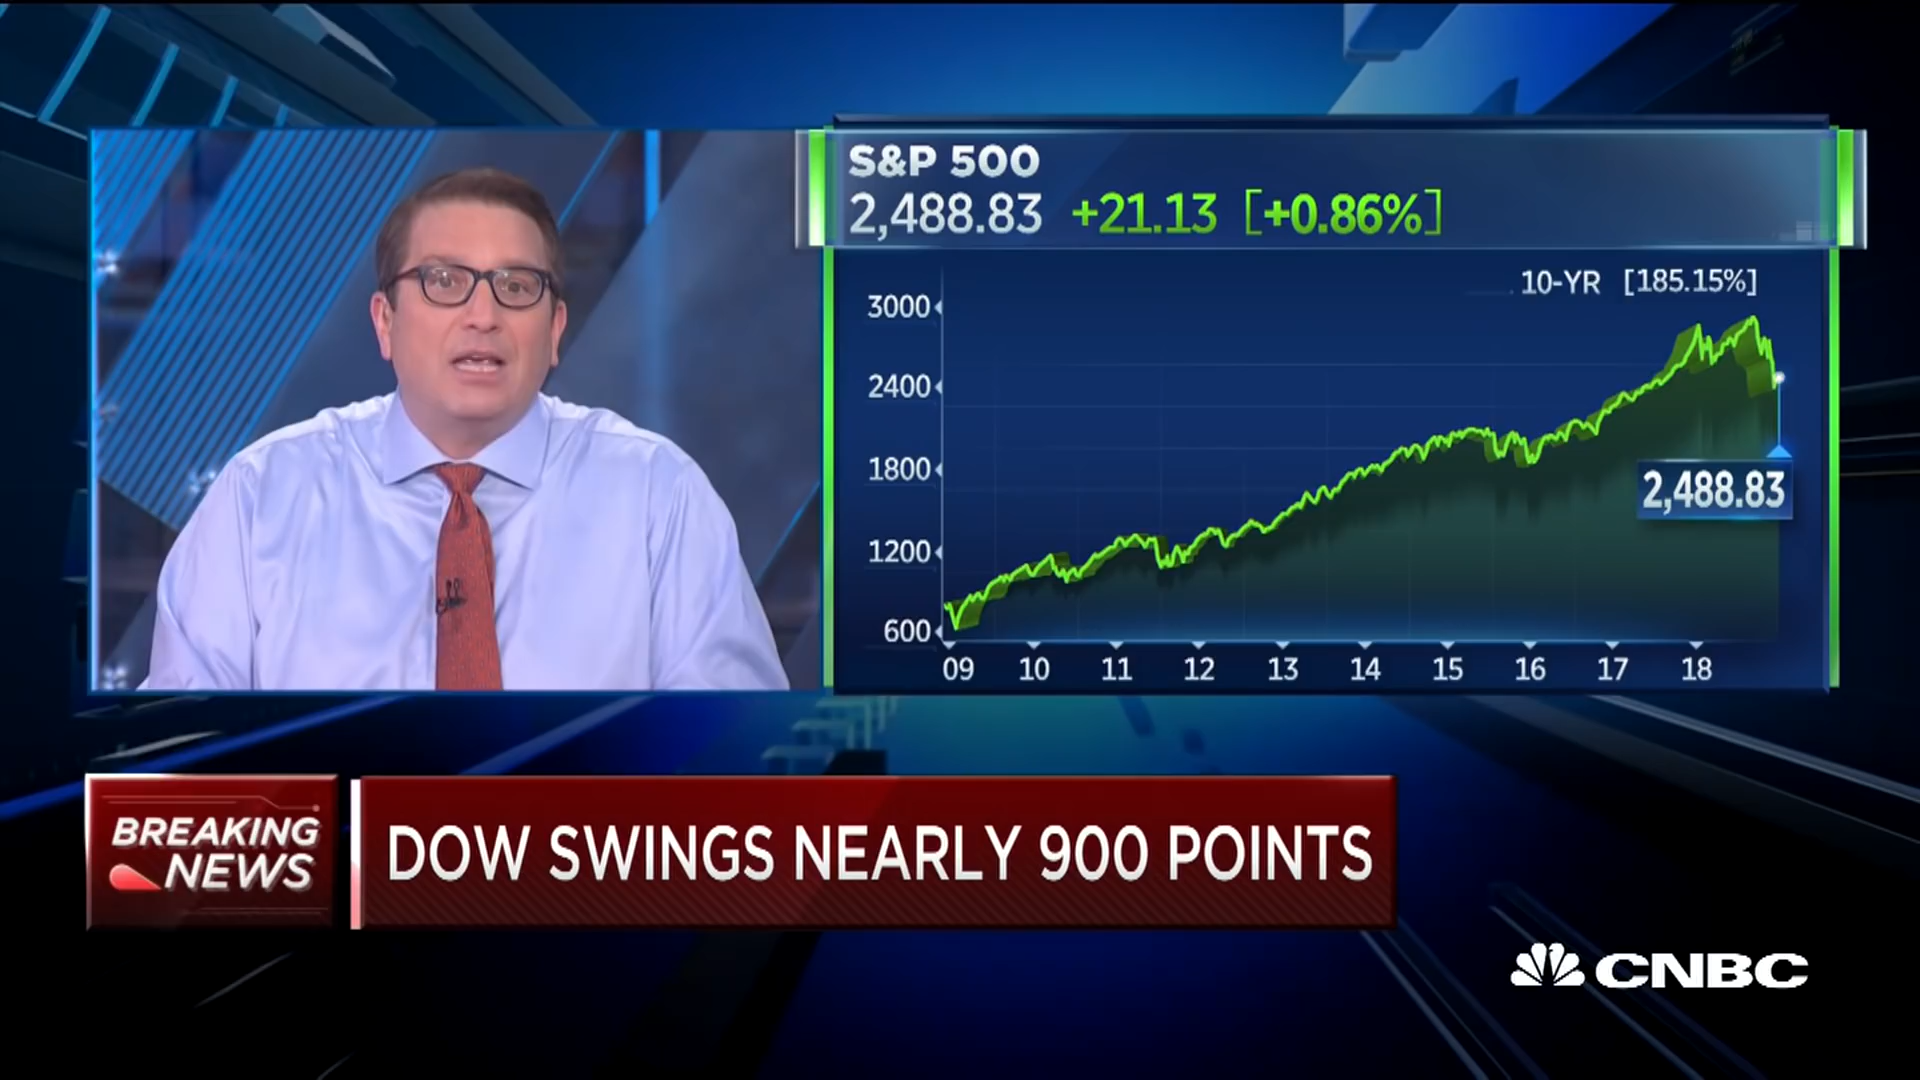 S&P 500
2,488.83 +21.13 [+0.86%]
10-YR [185.15%]
3000
2400
1800
1200
600
2,488.83
09 10 11 12 13 14 15 16 17 18
BREAKING
NEWS
DOW SWINGS NEARLY 900 POINTS
CNBC